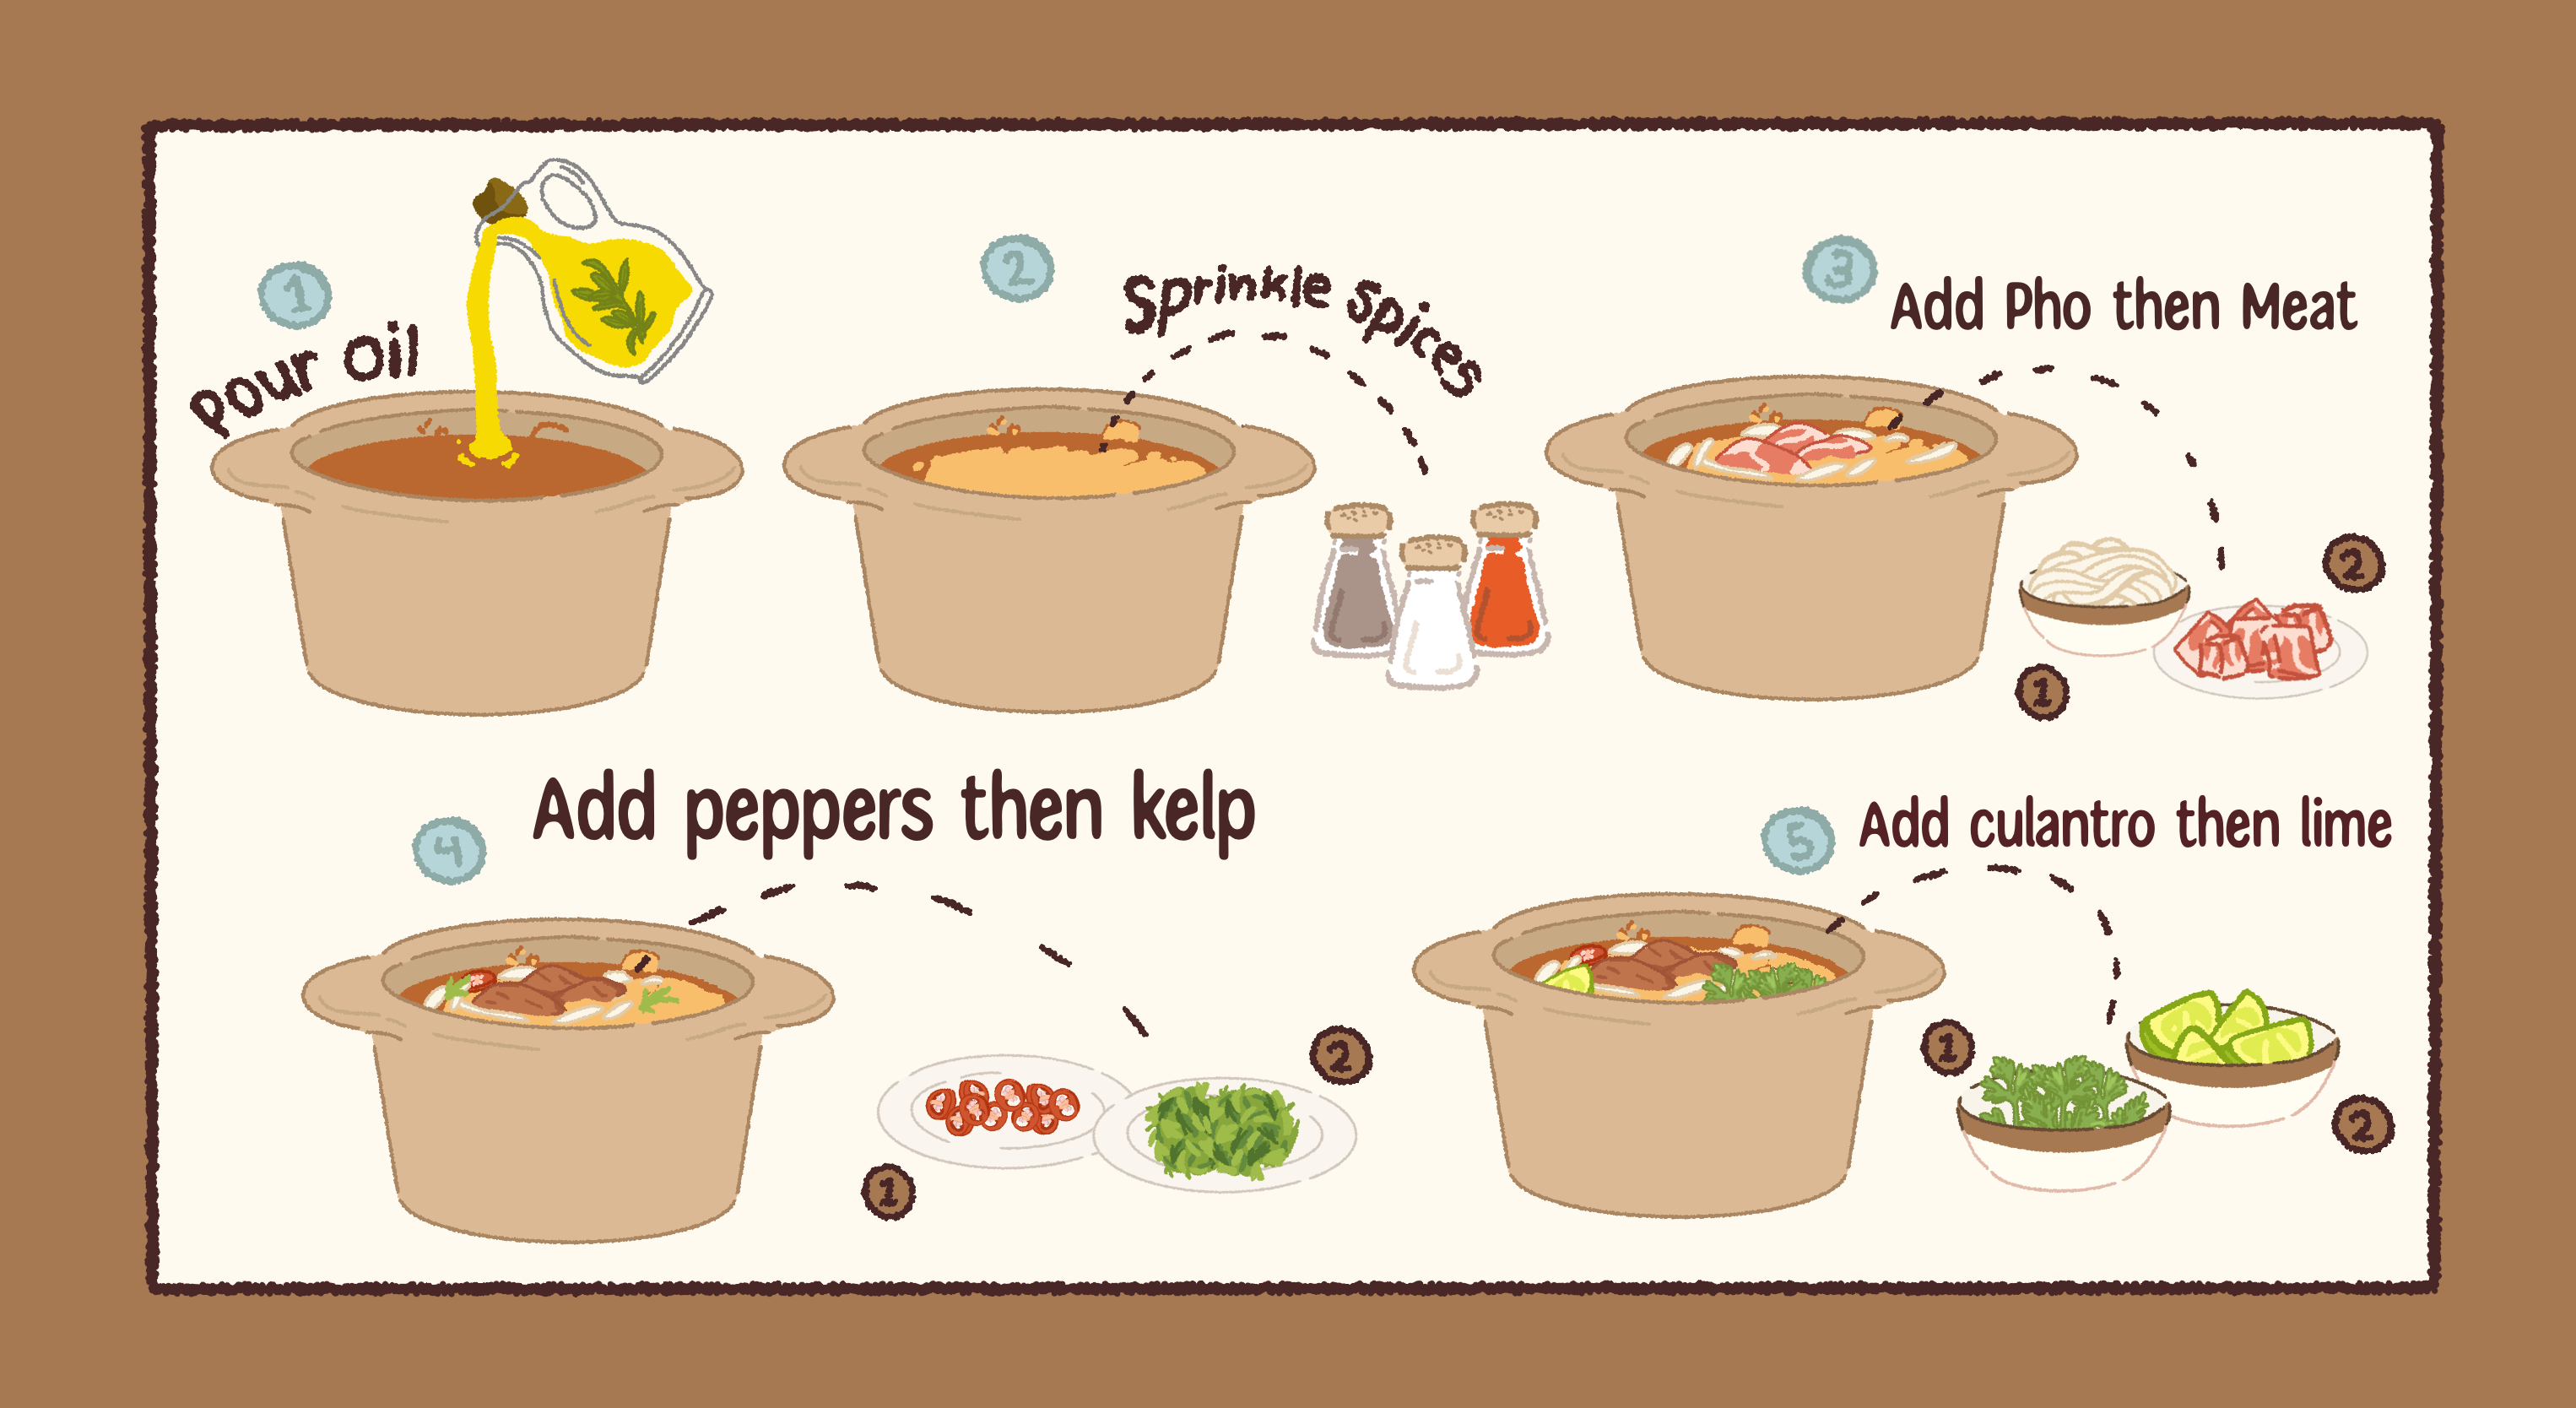 1
Pour Oil
2
Sprinkle Spices
3
Add Pho then Meat
2
1
4
Add peppers then kelp
2
1
5
Add culantro then lime
1
2